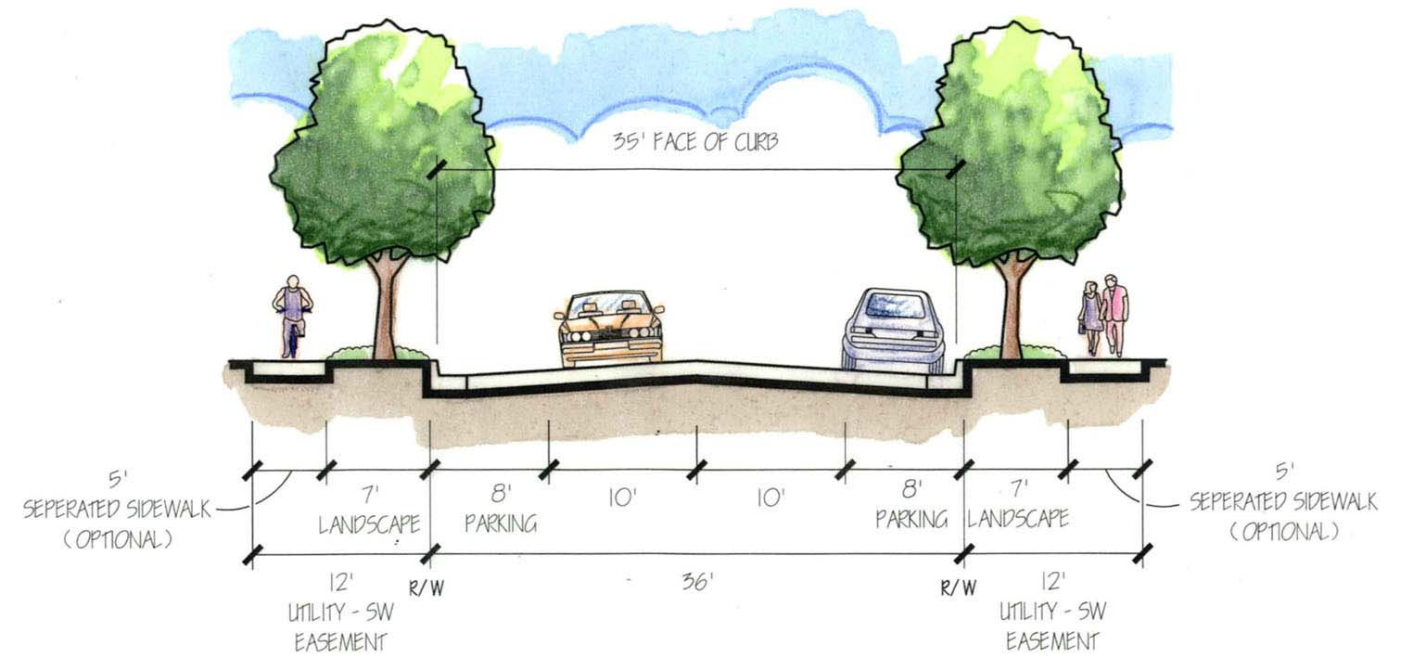 35' FACE OF CURB
5'
SEPERATED SIDEWALK
(OPTIONAL)
7'
LANDSCAPE
8'
PARKING
10'
10'
8'
PARKING
7'
LANDSCAPE
5'
SEPERATED SIDEWALK
(OPTIONAL)
12'
UTILITY - SW
EASEMENT
R/W
36'
R/W
12'
UTILITY - SW
EASEMENT